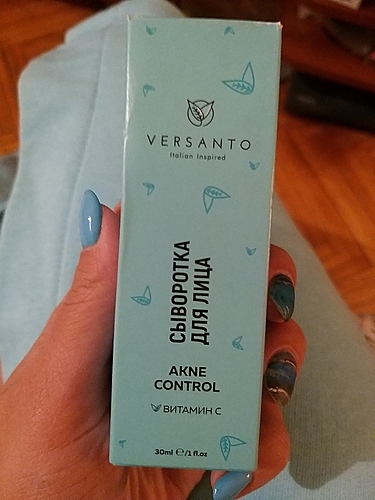 VERSANTO
Italian Inspired
СЫВОРОТКА
ДЛЯ ЛИЦА
AKNE
CONTROL
ВИТАМИН С
30ml ℮/1 fl.oz